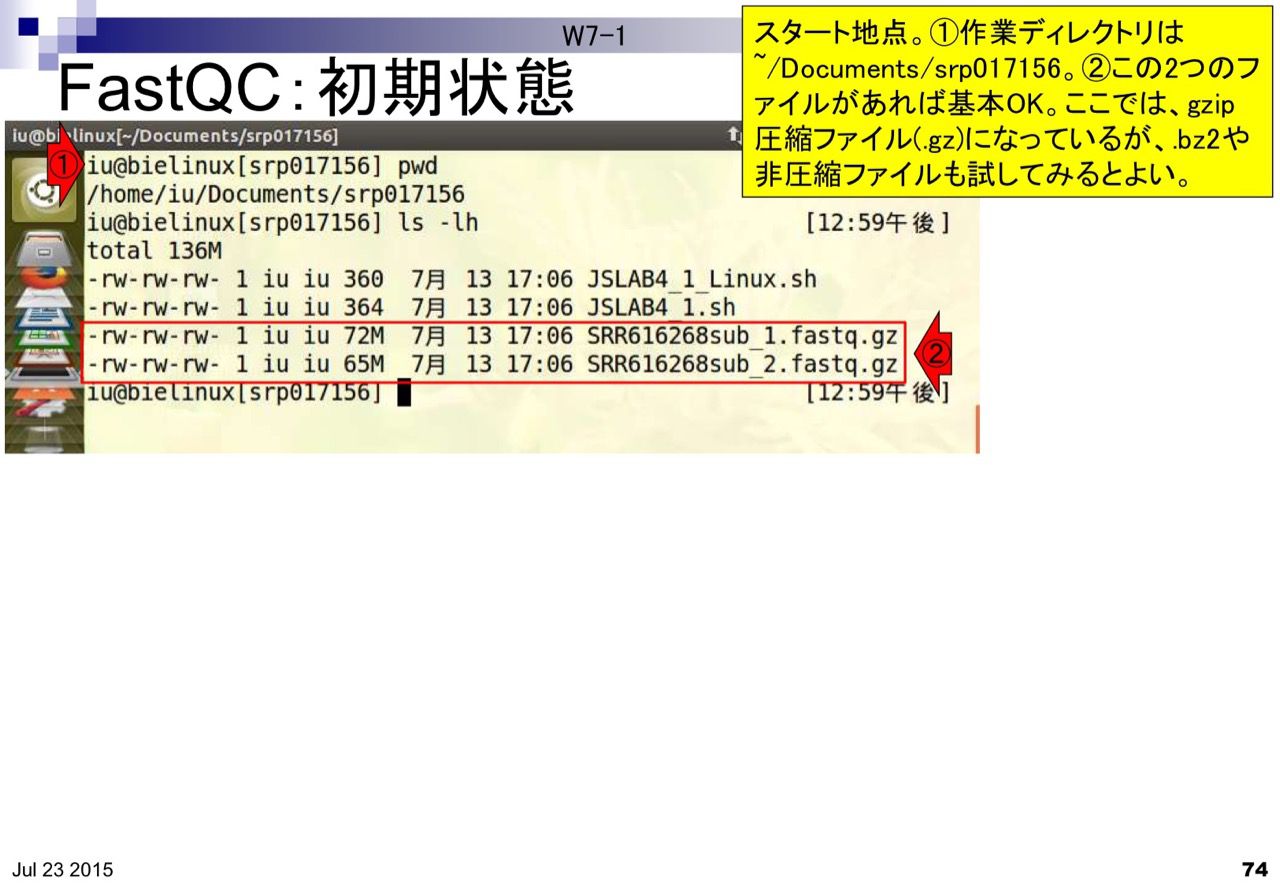 W7-1
FastQC：初期状態
スタート地点。①作業ディレクトリは
~/Documents/srp017156。②この2つのフ
ァイルがあれば基本OK。ここでは、gzip
圧縮ファイル(.gz)になっているが、.bz2や
非圧縮ファイルも試してみるとよい。
iu@bielinux[~/Documents/srp017156]
①
iu@bielinux[srp017156] pwd
/home/iu/Documents/srp017156
iu@bielinux[srp017156] ls -lh [12:59午後]
total 136M
-rw-rw-rw- 1 iu iu 360 7月 13 17:06 JSLAB4_1_Linux.sh
-rw-rw-rw- 1 iu iu 364 7月 13 17:06 JSLAB4_1.sh
-rw-rw-rw- 1 iu iu 72M 7月 13 17:06 SRR616268sub_1.fastq.gz
-rw-rw-rw- 1 iu iu 65M 7月 13 17:06 SRR616268sub_2.fastq.gz
②
iu@bielinux[srp017156] [12:59午後]
Jul 23 2015
74